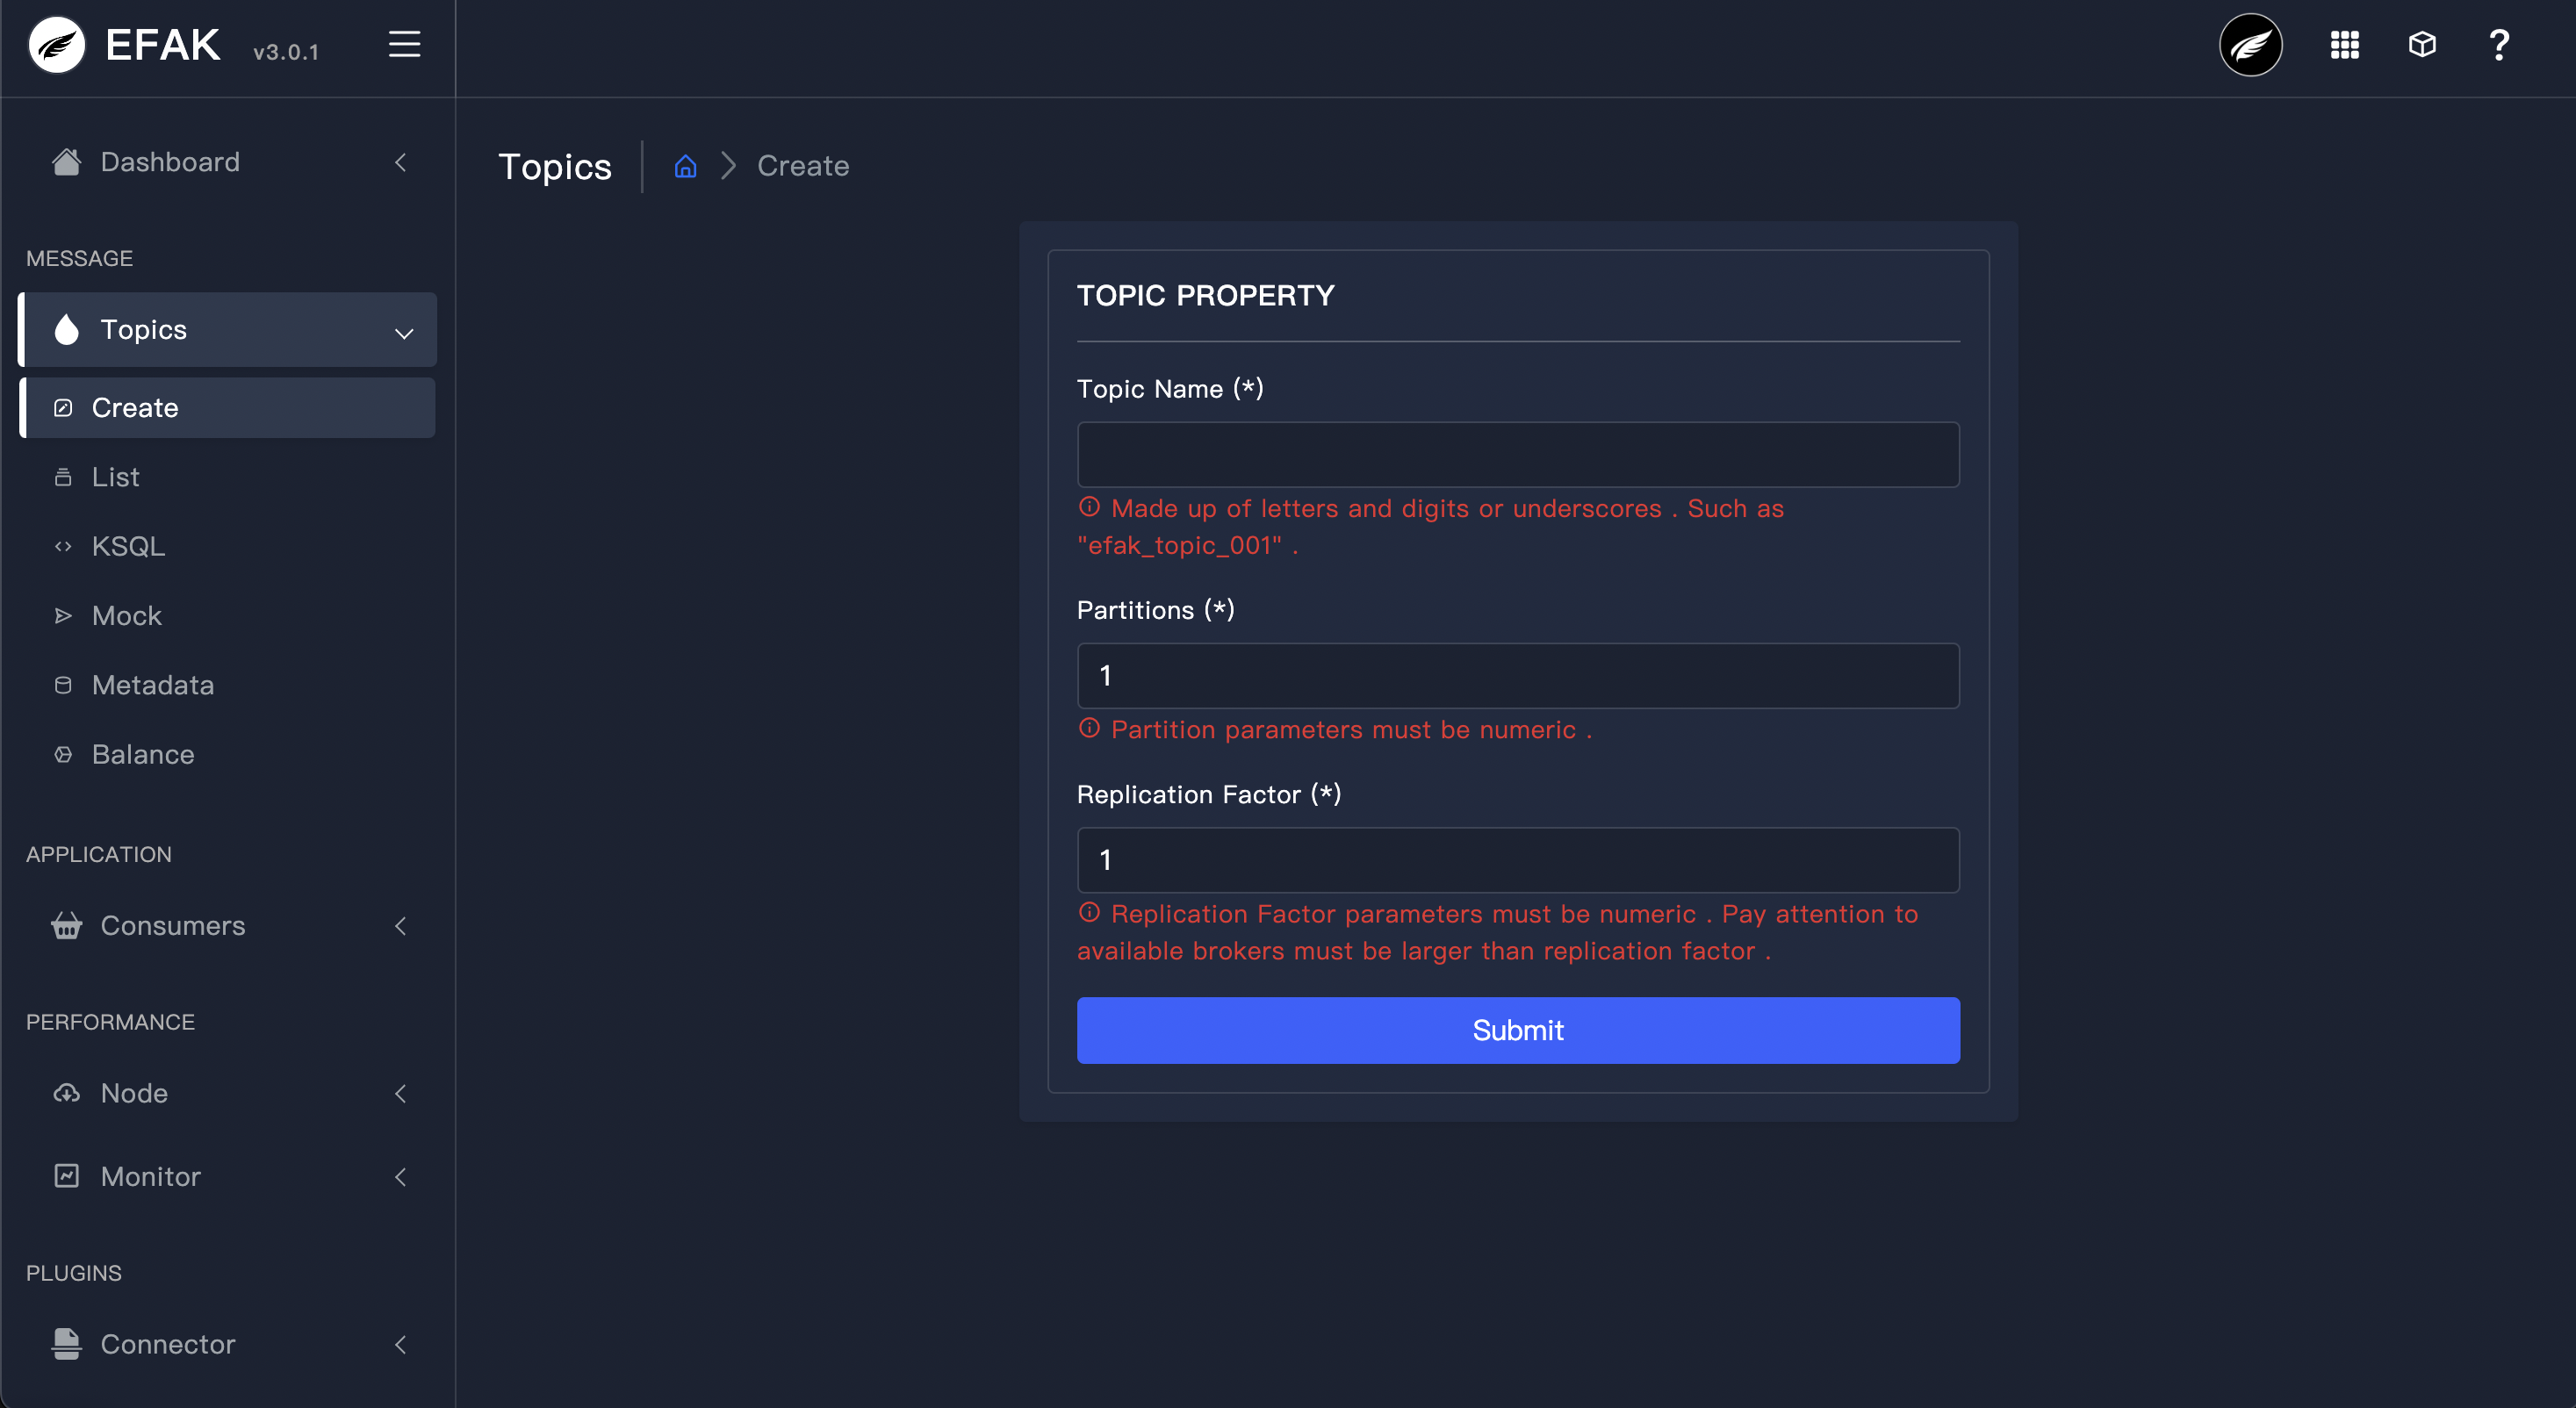 EFAK v3.0.1
Dashboard
MESSAGE
Topics
Create
List
KSQL
Mock
Metadata
Balance
APPLICATION
Consumers
PERFORMANCE
Node
Monitor
PLUGINS
Connector
Topics
Create
TOPIC PROPERTY
Topic Name (*)
Made up of letters and digits or underscores . Such as
"efak_topic_001" .
Partitions (*)
1
Partition parameters must be numeric .
Replication Factor (*)
1
Replication Factor parameters must be numeric . Pay attention to
available brokers must be larger than replication factor .
Submit